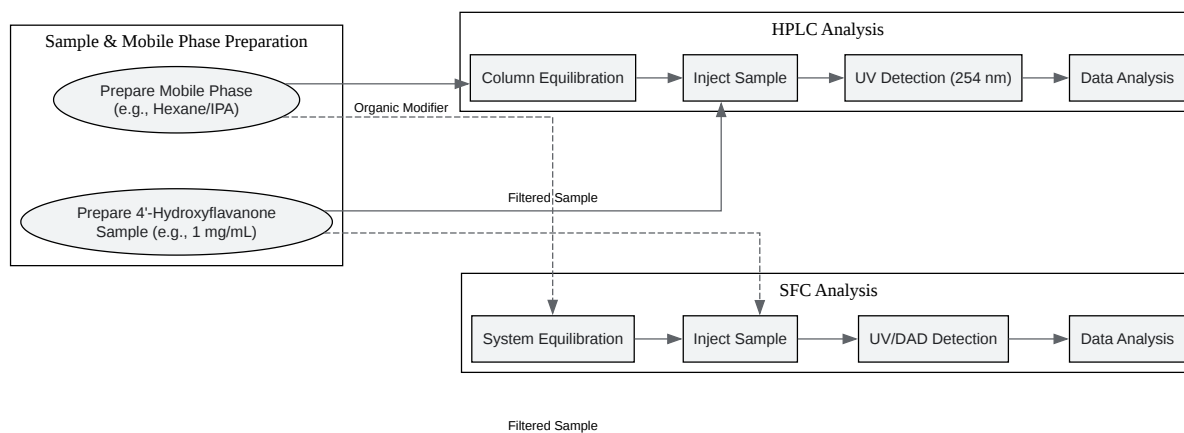 Sample & Mobile Phase Preparation
Prepare Mobile Phase
(e.g., Hexane/IPA)
Prepare 4'-Hydroxyflavanone
Sample (e.g., 1 mg/mL)
Organic Modifier
Filtered Sample
HPLC Analysis
Column Equilibration
Inject Sample
UV Detection (254 nm)
Data Analysis
SFC Analysis
System Equilibration
Inject Sample
UV/DAD Detection
Data Analysis
Filtered Sample